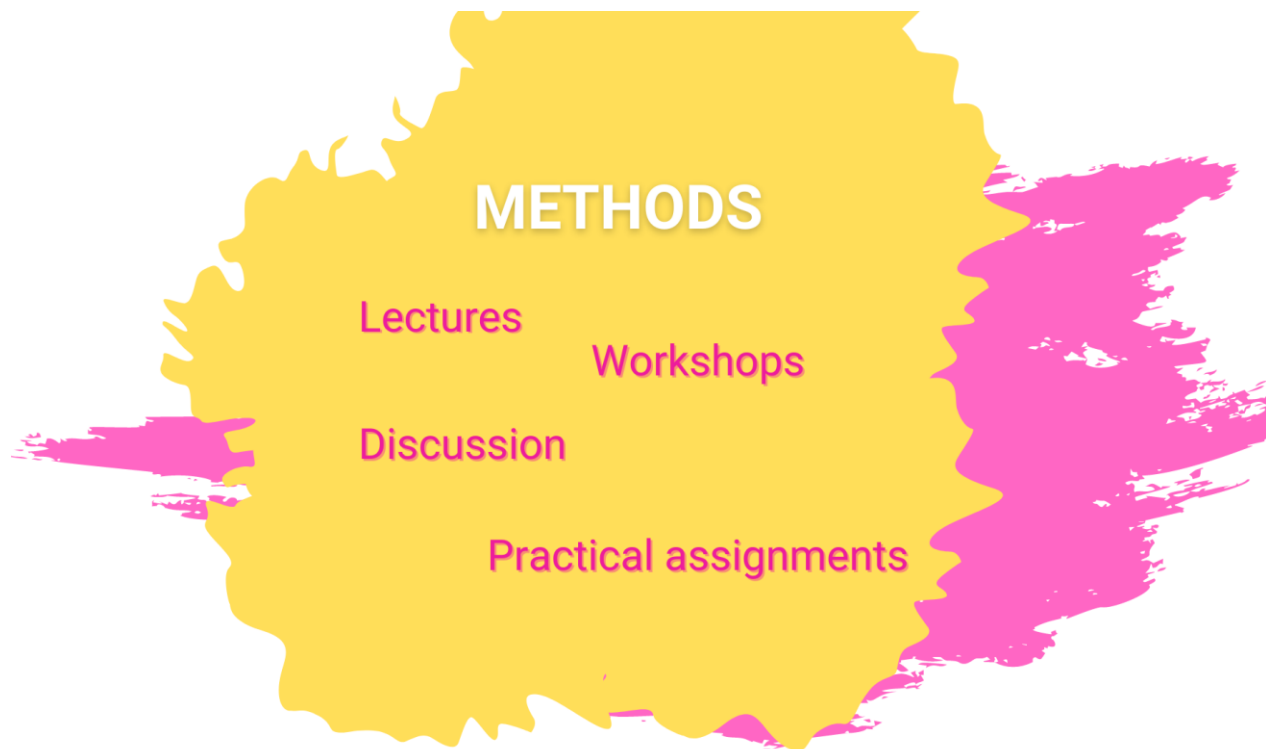 METHODS
Lectures
Workshops
Discussion
Practical assignments